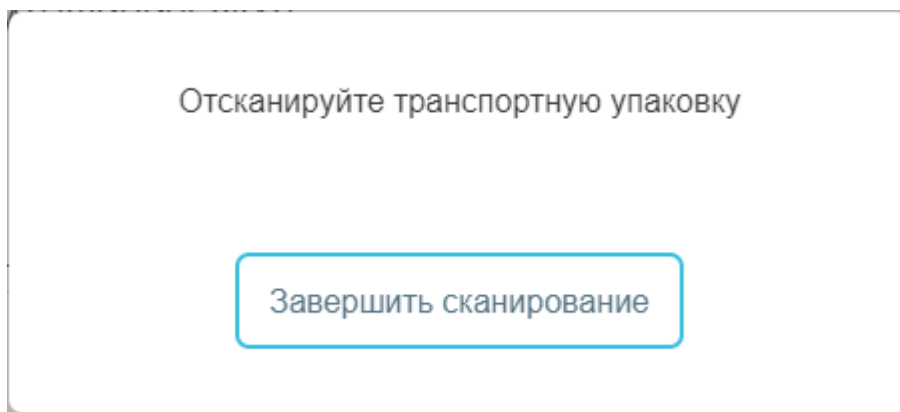 Отсканируйте транспортную упаковку
Завершить сканирование